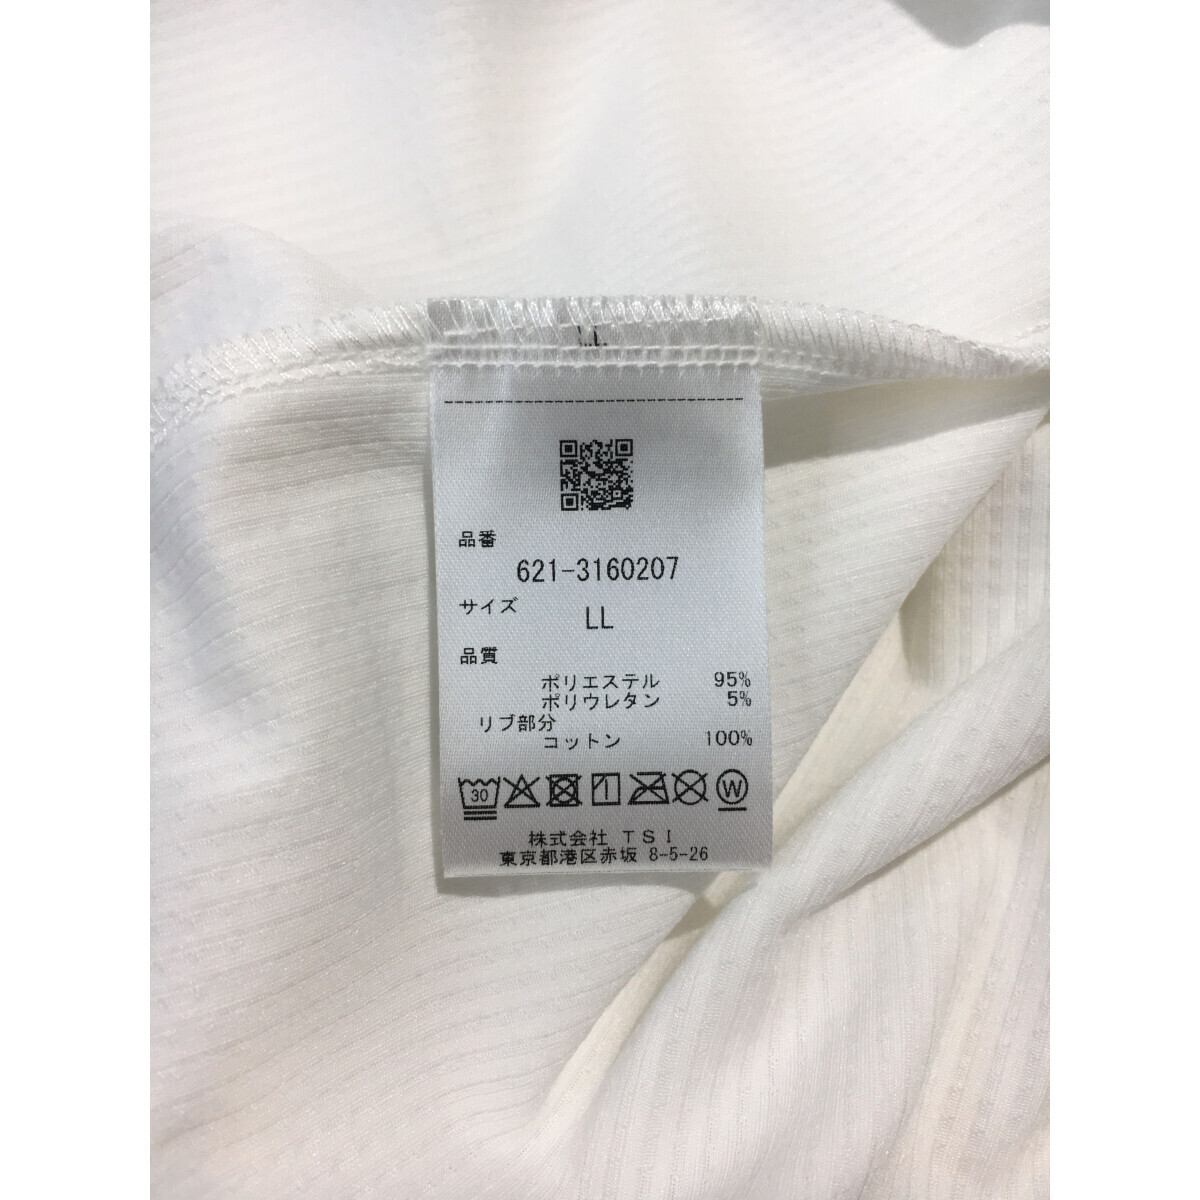 品番
621-3160207
サイズ
LL
品質
ポリエステル 95%
ポリウレタン 5%
リブ部分
コットン 100%
30 W
株式会社 TSI
東京都港区赤坂 8-5-26